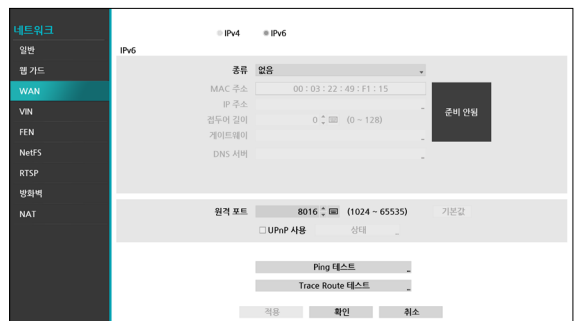 네트워크
일반
웹 가드
WAN
VIN
FEN
NetFS
RTSP
방화벽
NAT
IPv4 IPv6
IPv6
종류 없음
MAC 주소 00 : 03 : 22 : 49 : F1 : 15
IP 주소
접두어 길이 0 (0 ~ 128)
게이트웨이
DNS 서버
준비 안됨
원격 포트 8016 (1024 ~ 65535) 기본값
UPnP 사용 상태
Ping 테스트
Trace Route 테스트
적용 확인 취소